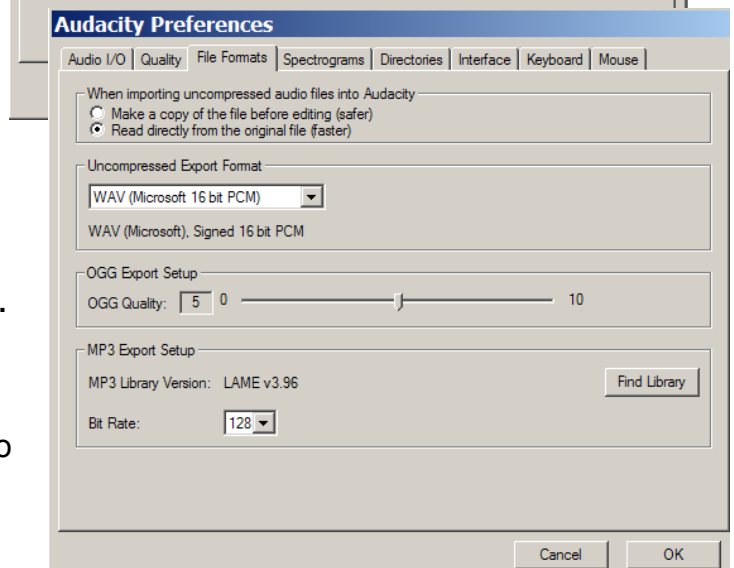 Audacity Preferences
Audio I/O Quality File Formats Spectrograms Directories Interface Keyboard Mouse
When importing uncompressed audio files into Audacity
Make a copy of the file before editing (safer)
Read directly from the original file (faster)
Uncompressed Export Format
WAV (Microsoft 16 bit PCM)
WAV (Microsoft), Signed 16 bit PCM
OGG Export Setup
OGG Quality: 5 0 10
.
MP3 Export Setup
MP3 Library Version: LAME v3.96 Find Library
Bit Rate: 128
o
Cancel OK